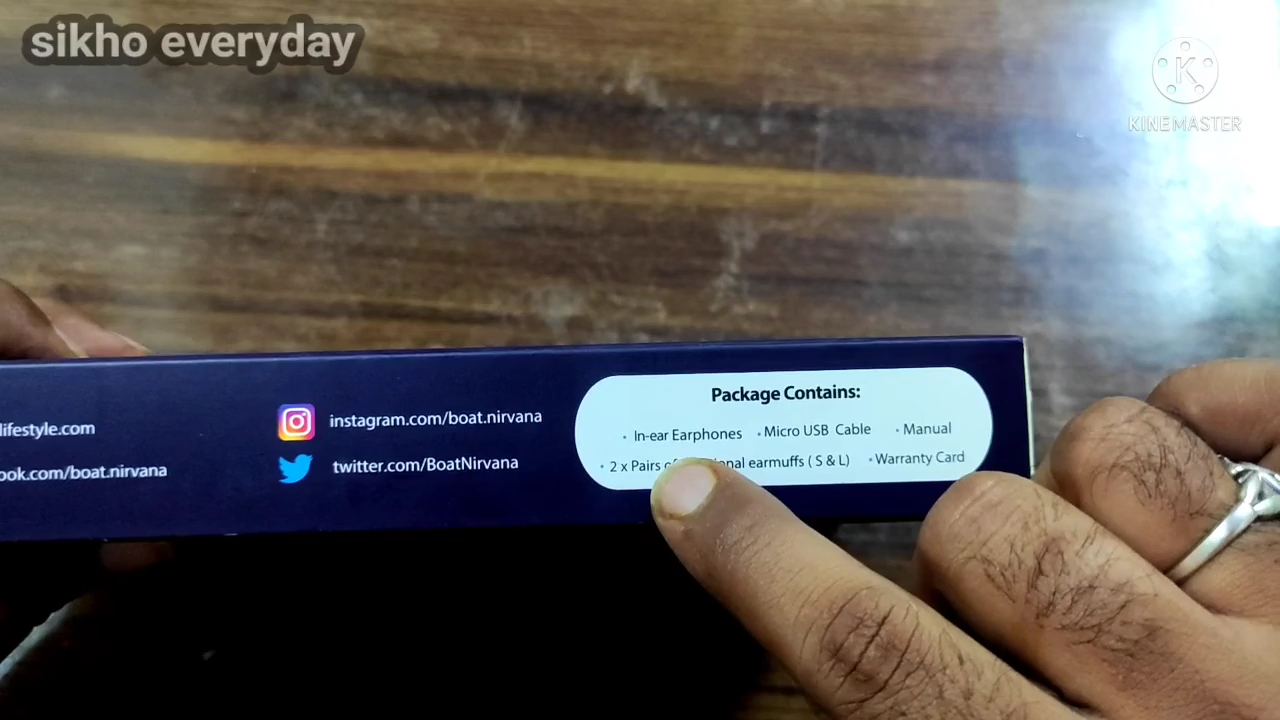 sikho everyday
K
KINEMASTER
lifestyle.com
instagram.com/boat.nirvana
ook.com/boat.nirvana
twitter.com/BoatNirvana
Package Contains:
• In-ear Earphones • Micro USB Cable • Manual
• 2 x Pairs earmuffs ( S & L) • Warranty Card